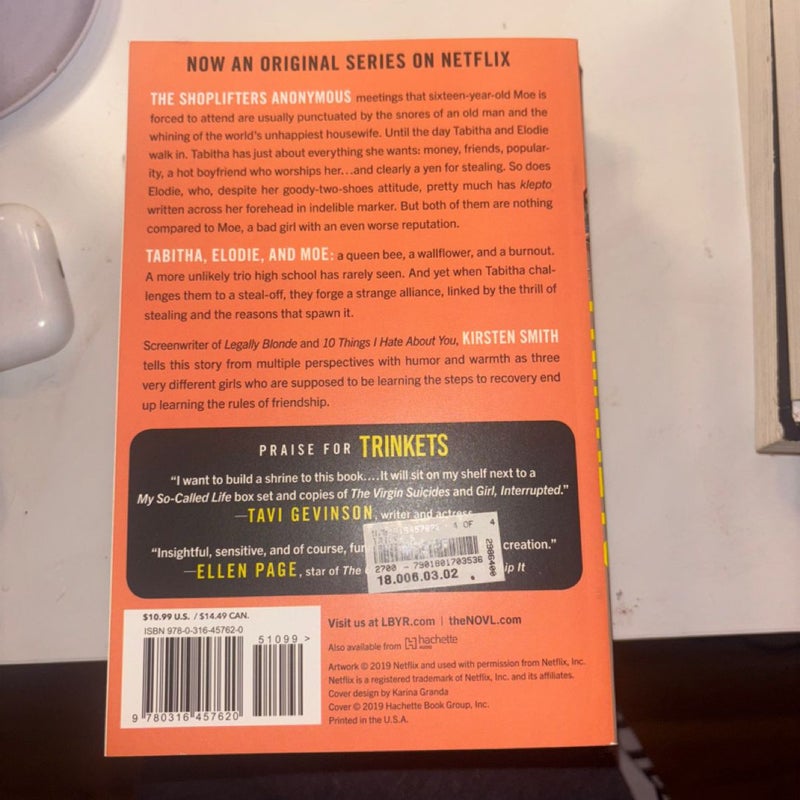 NOW AN ORIGINAL SERIES ON NETFLIX
THE SHOPLIFTERS ANONYMOUS meetings that sixteen-year-old Moe is
forced to attend are usually punctuated by the snores of an old man and the
whining of the world's unhappiest housewife. Until the day Tabitha and Elodie
walk in. Tabitha has just about everything she wants: money, friends, popular-
ity, a hot boyfriend who worships her...and clearly a yen for stealing. So does
Elodie, who, despite her goody-two-shoes attitude, pretty much has klepto
written across her forehead in indelible marker. But both of them are nothing
compared to Moe, a bad girl with an even worse reputation.
TABITHA, ELODIE, AND MOE: a queen bee, a wallflower, and a burnout.
A more unlikely trio high school has rarely seen. And yet when Tabitha chal-
lenges them to a steal-off, they forge a strange alliance, linked by the thrill of
stealing and the reasons that spawn it.
Screenwriter of Legally Blonde and 10 Things I Hate About You, KIRSTEN SMITH
tells this story from multiple perspectives with humor and warmth as three
very different girls who are supposed to be learning the steps to recovery end
up learning the rules of friendship.
PRAISE FOR TRINKETS
"I want to build a shrine to this book....It will sit on my shelf next to a
My So-Called Life box set and copies of The Virgin Suicides and Girl, Interrupted."
—TAVI GEVINSON, writer and actress
4 OF 4
"Insightful, sensitive, and of course, creation."
2986400
2700 - 7901801703536
—ELLEN PAGE, star of The It
18.006.03.02
$10.99 U.S. / $14.49 CAN.
ISBN 978-0-316-45762-0
51099 >
9 780316 457620
Visit us at LBYR.com | theNOVL.com
Also available from hachette
AUDIO
Artwork © 2019 Netflix and used with permission from Netflix, Inc.
Netflix is a registered trademark of Netflix, Inc. and its affiliates.
Cover design by Karina Granda
Cover © 2019 Hachette Book Group, Inc.
Printed in the U.S.A.